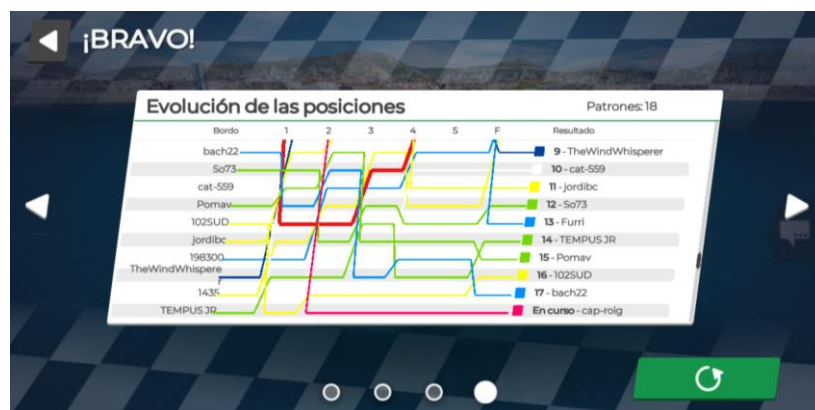 ¡BRAVO!
Evolución de las posiciones
Patrones: 18
Bordo 1 2 3 4 5 F Resultado
bach22 9 - TheWindWhisperer
So73 10 - cat-559
cat-559 11 - jordibc
Pomav 12 - So73
102SUD 13 - Furri
jordibc 14 - TEMPUS JR
198300 15 - Pomav
TheWindWhispere
r
16 - 102SUD
1435 17 - bach22
TEMPUS JR En curso - cap-roig